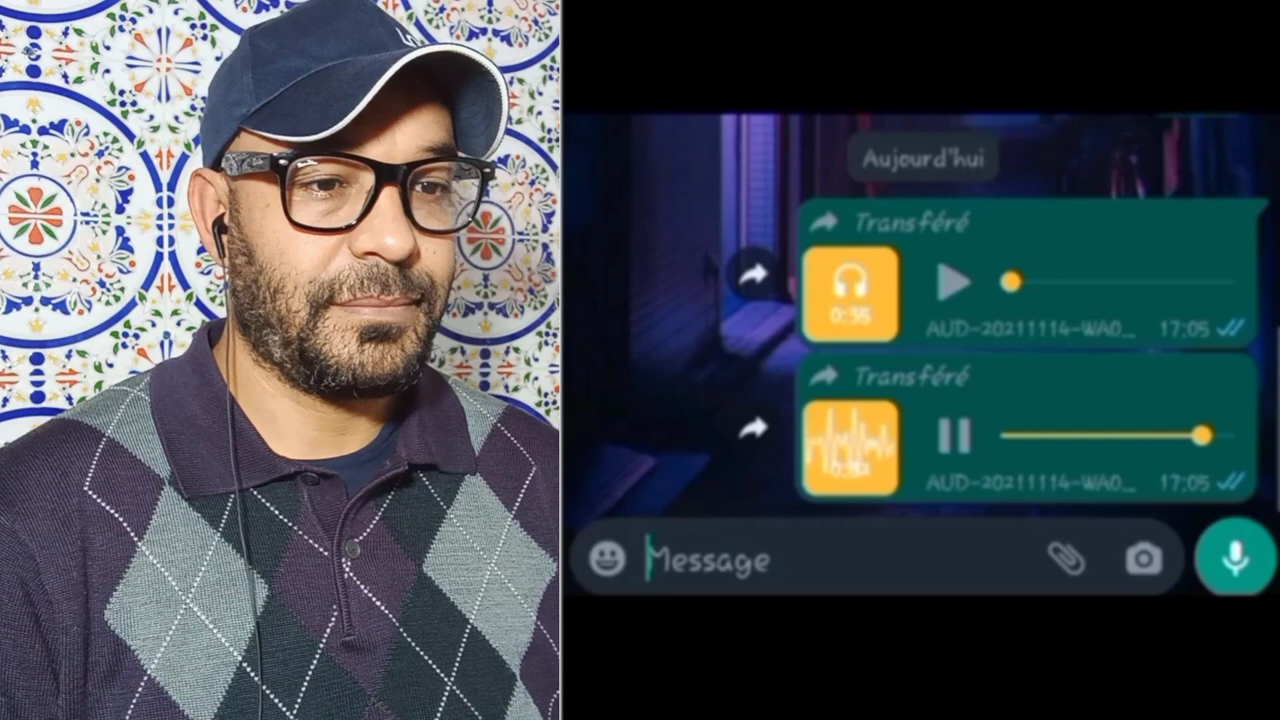 Aujourd'hui
Transféré
0:35
AUD-20211114-WA0... 17:05
Transféré
AUD-20211114-WA0... 17:05
Message